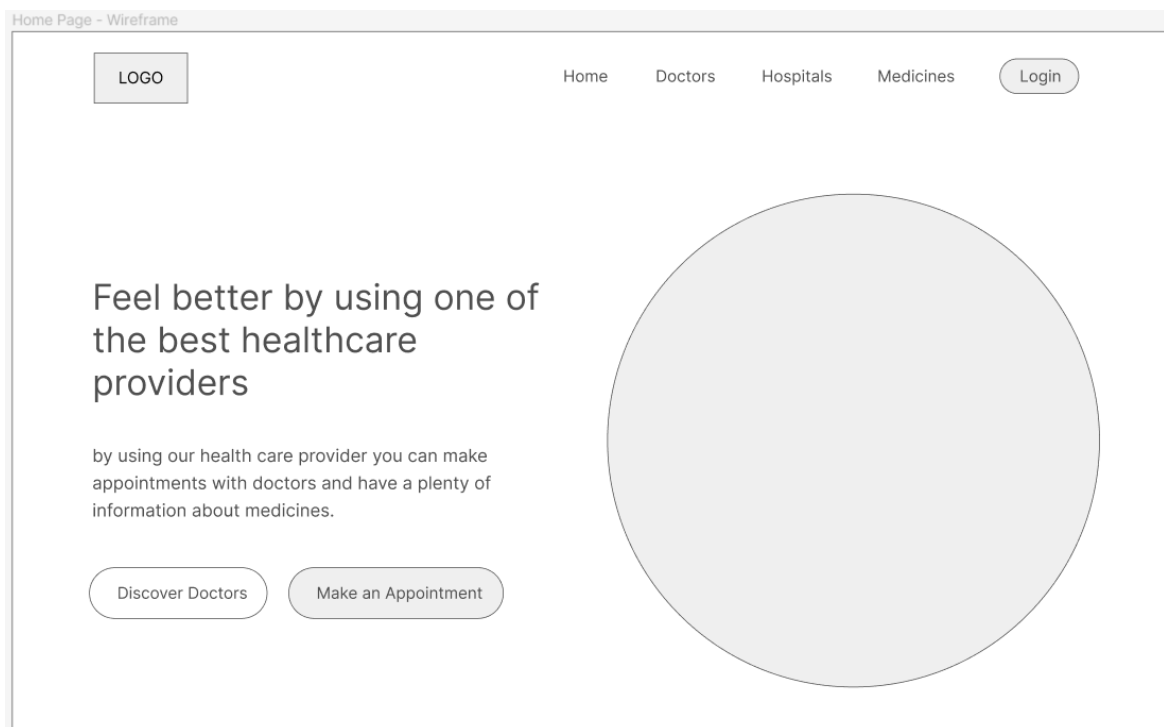 Home Page - Wireframe
LOGO
Home
Doctors
Hospitals
Medicines
Login
Feel better by using one of
the best healthcare
providers
by using our health care provider you can make
appointments with doctors and have a plenty of
information about medicines.
Discover Doctors
Make an Appointment